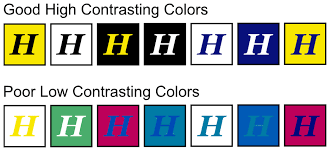 Good High Contrasting Colors
H H H H H H H
Poor Low Contrasting Colors
H H H H H H H